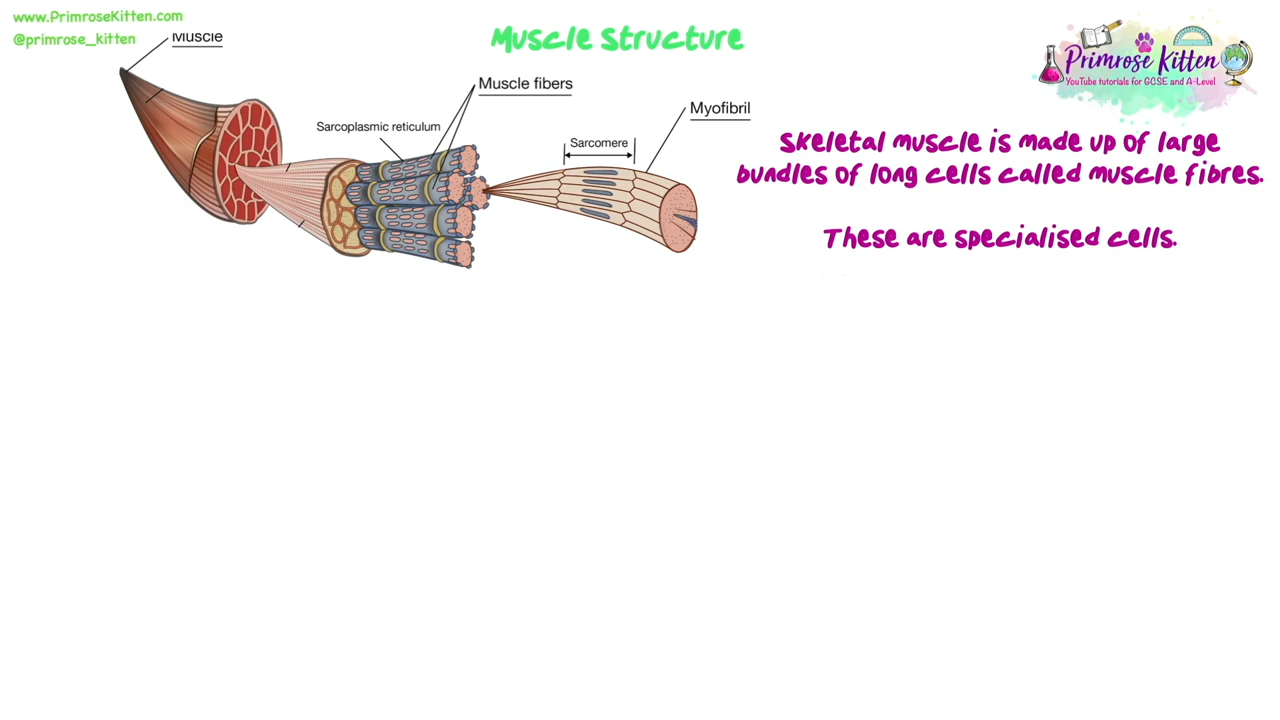 www.PrimroseKitten.com
@primrose_kitten
Muscle
Muscle Structure
Primrose Kitten
YouTube tutorials for GCSE and A-Level
Muscle fibers
Myofibril
Sarcoplasmic reticulum
Sarcomere
Skeletal muscle is made up of large
bundles of long cells called muscle fibres.
These are specialised cells.